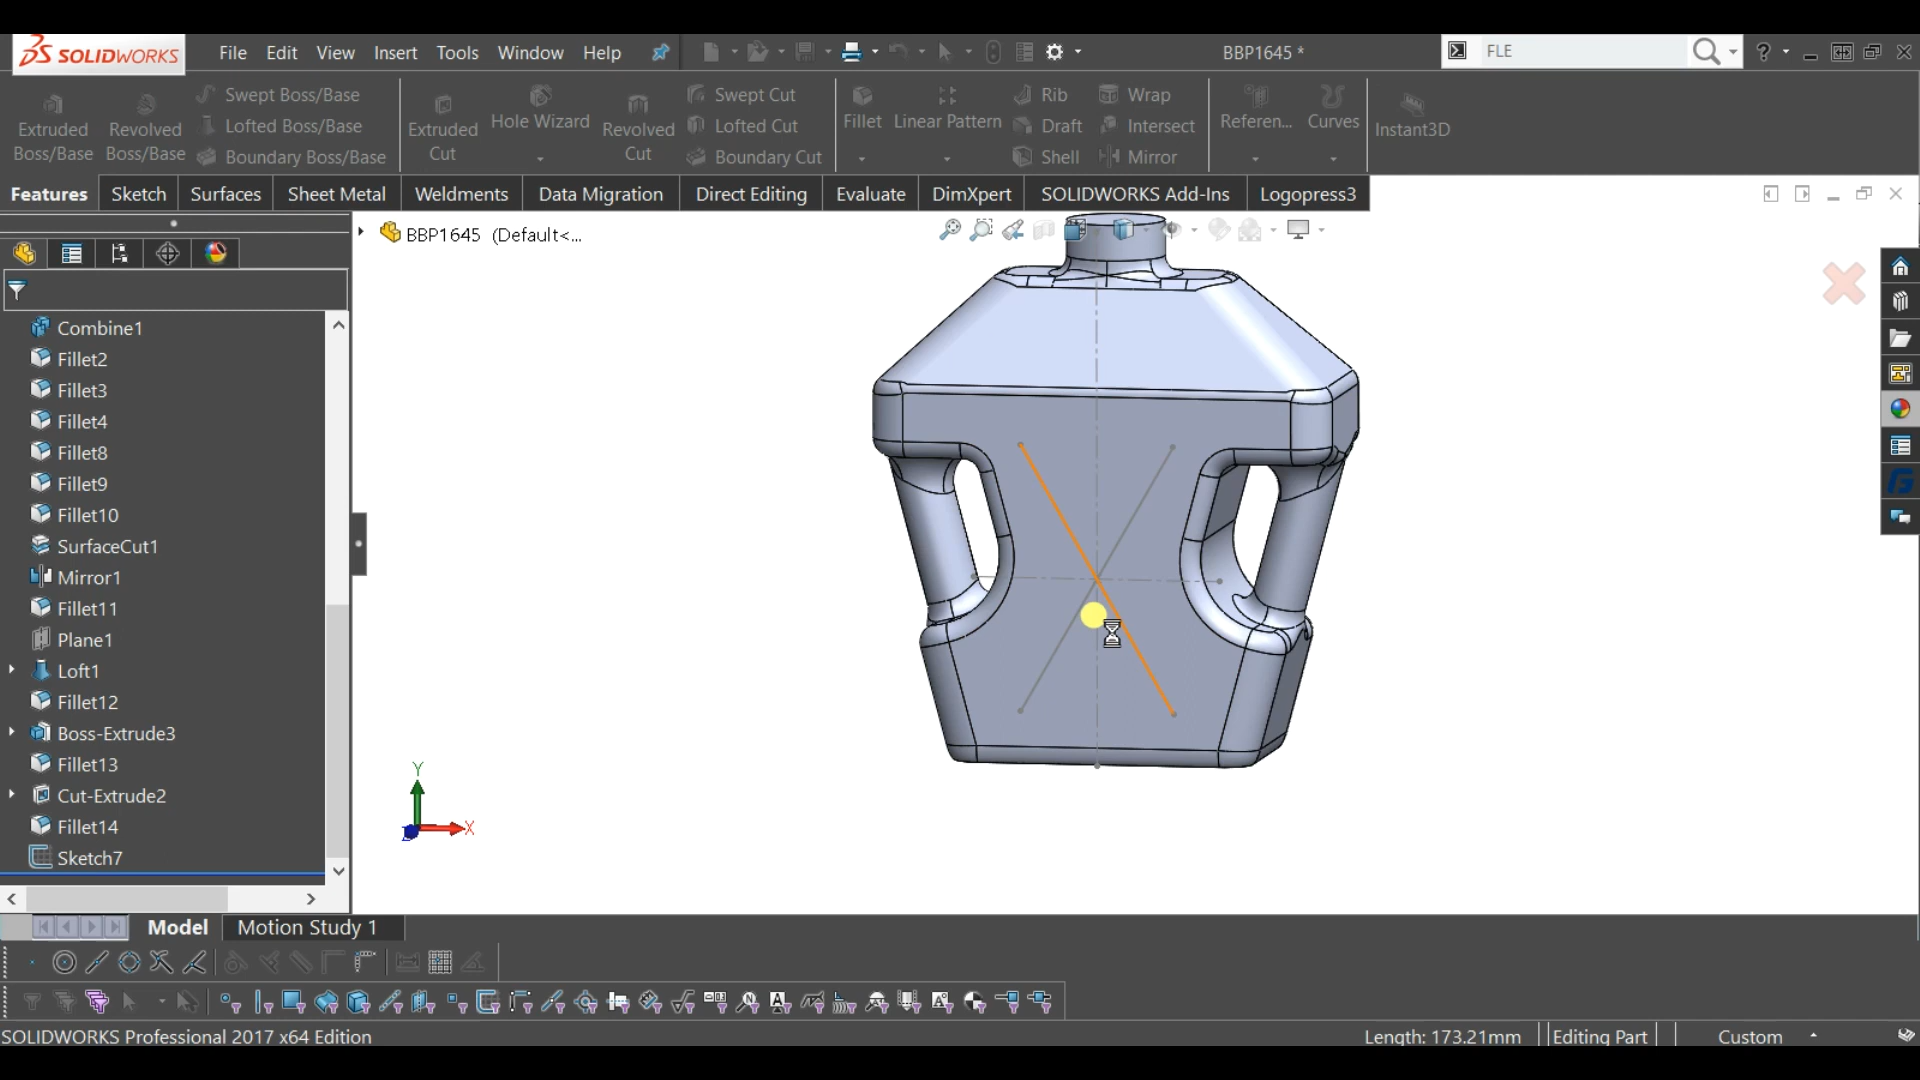 SOLIDWORKS File Edit View Insert Tools Window Help BBP1645 * FLE ?
Swept Boss/Base Swept Cut Rib Wrap
Extruded Boss/Base Revolved Boss/Base Lofted Boss/Base Extruded Cut Hole Wizard Revolved Cut Lofted Cut Fillet Linear Pattern Draft Intersect Referen... Curves Instant3D
Boundary Boss/Base Boundary Cut Shell Mirror
Features Sketch Surfaces Sheet Metal Weldments Data Migration Direct Editing Evaluate DimXpert SOLIDWORKS Add-Ins Logopress3
BBP1645 (Default<...
Combine1
Fillet2
Fillet3
Fillet4
Fillet8
Fillet9
Fillet10
SurfaceCut1
Mirror1
Fillet11
Plane1
Loft1
Fillet12
Boss-Extrude3
Fillet13
Cut-Extrude2
Fillet14
Sketch7
Y
X
Model Motion Study 1
SOLIDWORKS Professional 2017 x64 Edition Length: 173.21mm Editing Part Custom